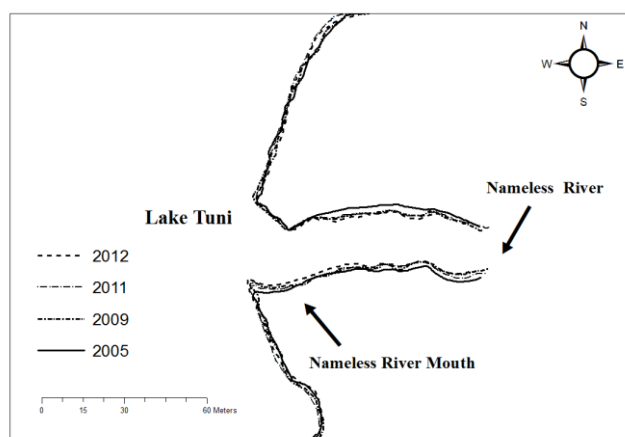 N
W E
S
Nameless River
Lake Tuni
2012
2011
2009
2005
Nameless River Mouth
0 15 30 60 Meters